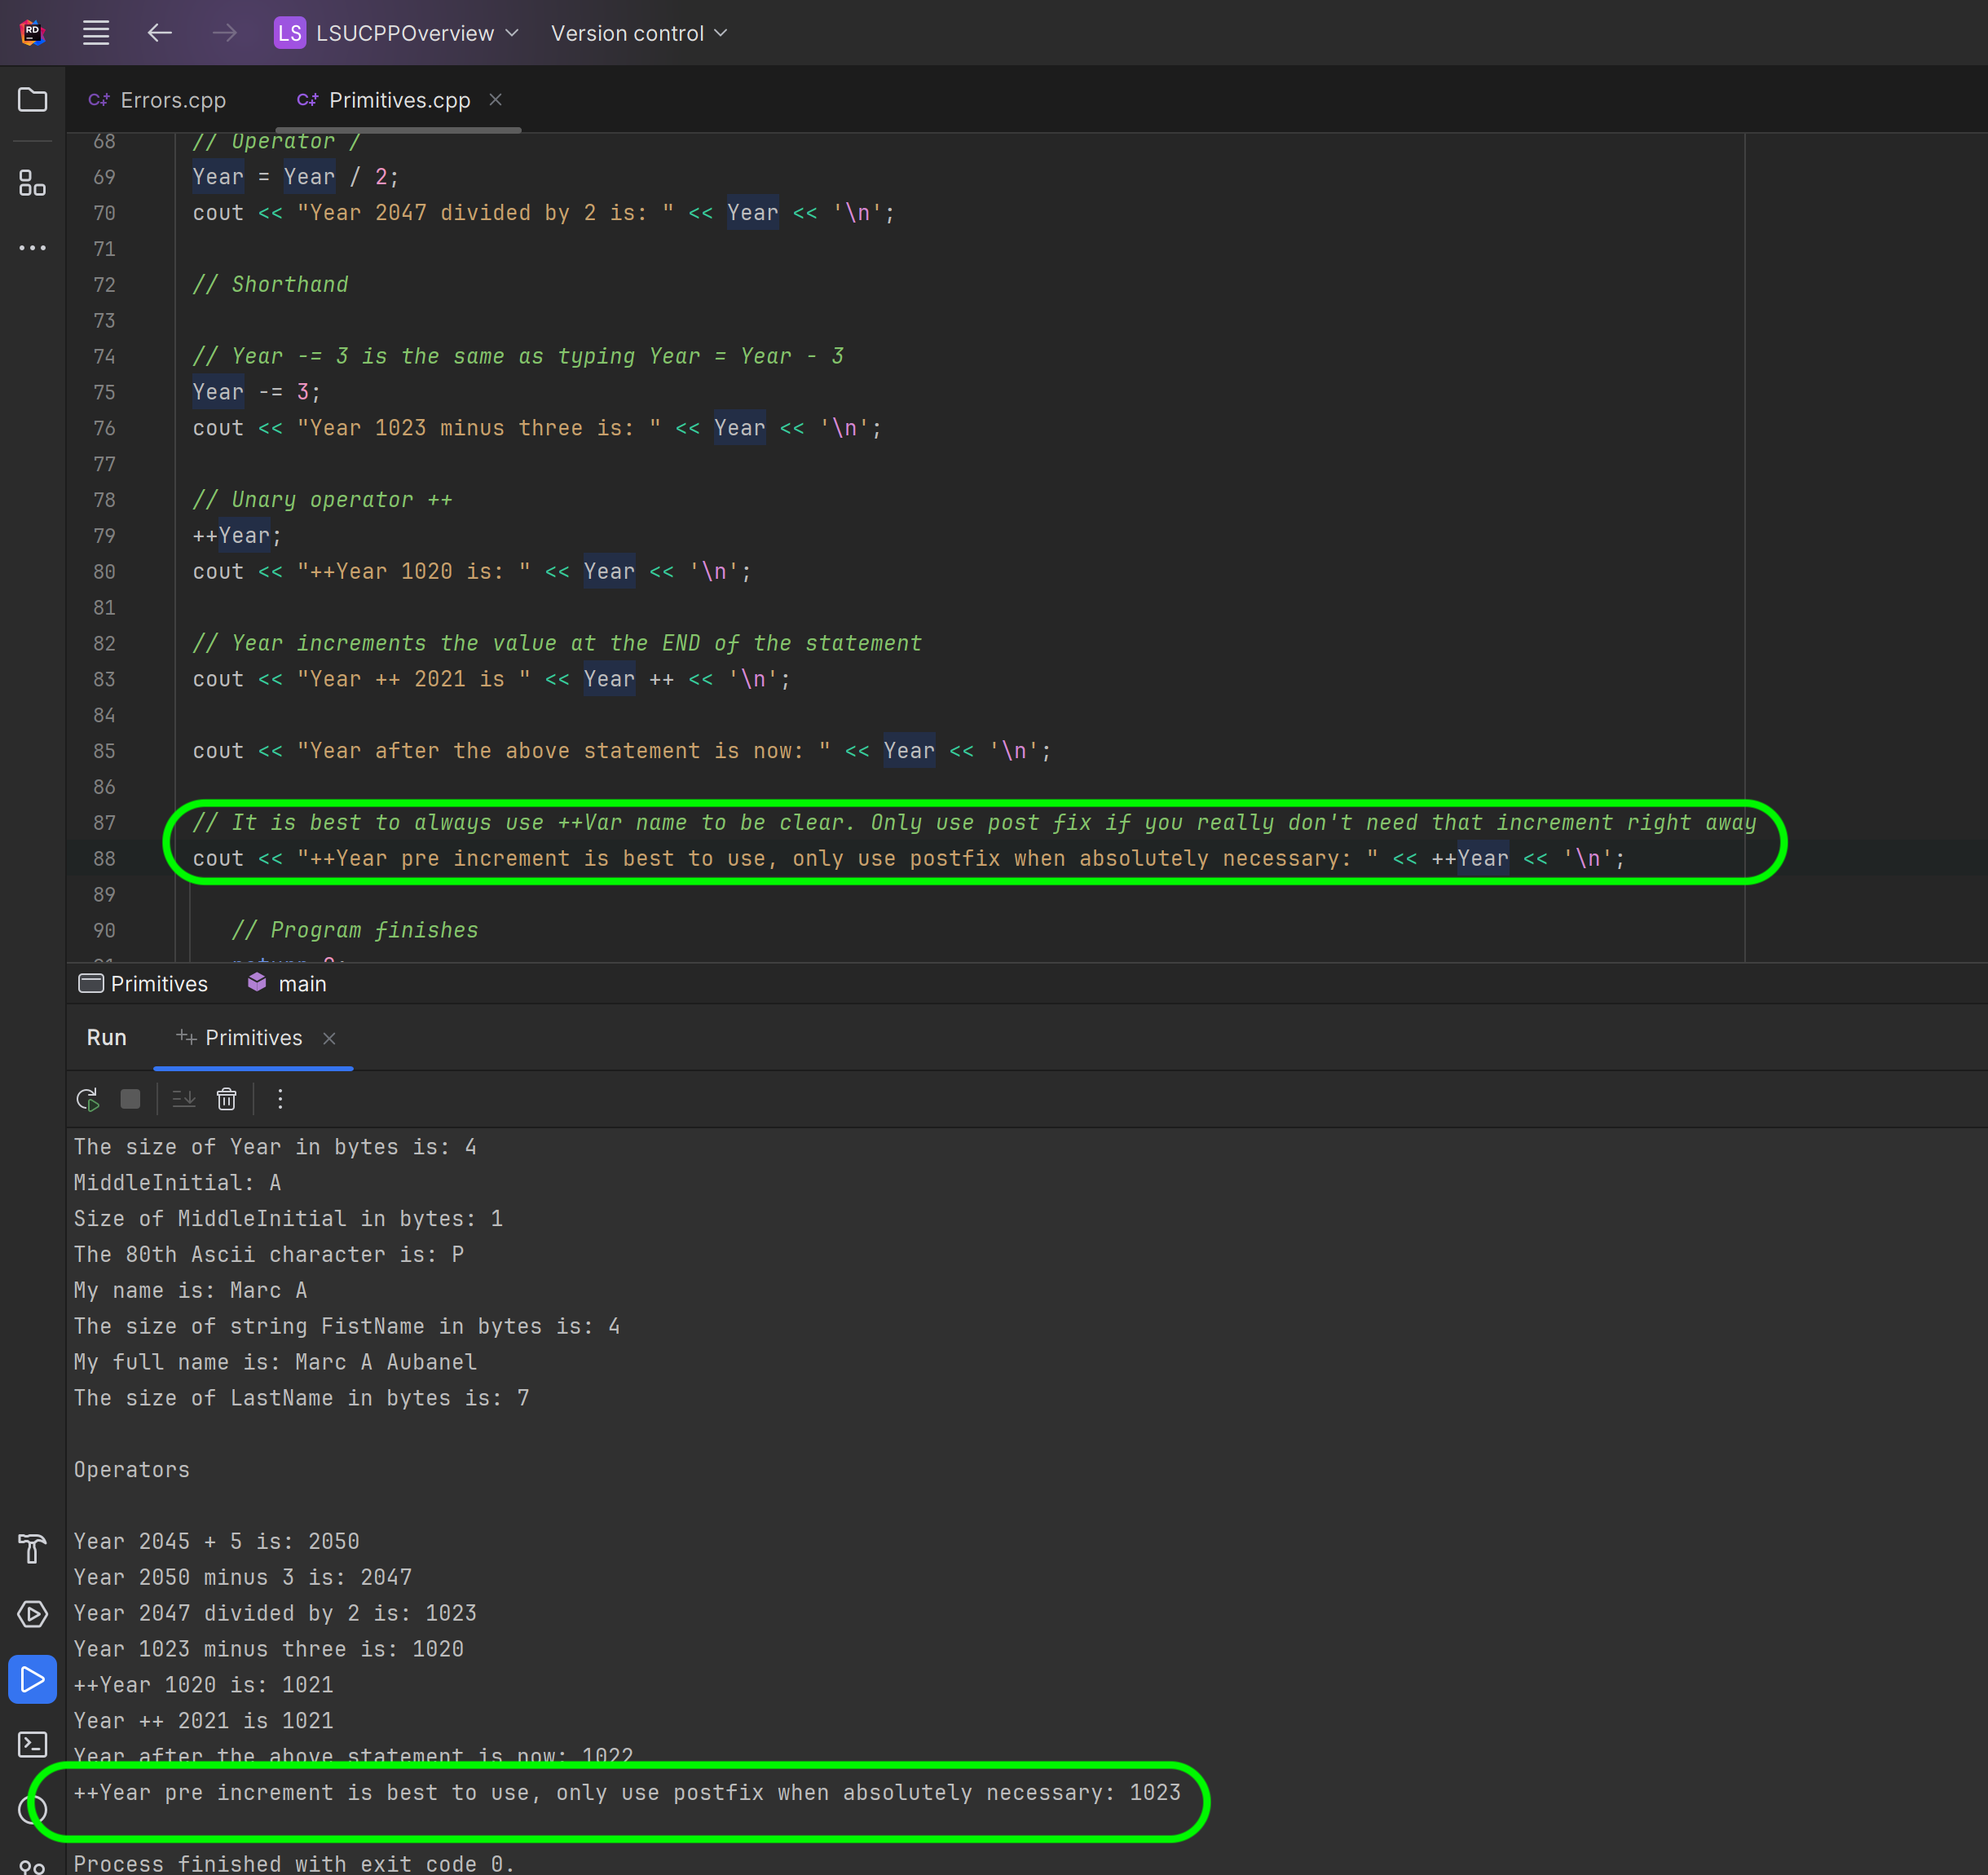 RD
LS LSUCPPOverview Version control
C++ Errors.cpp C++ Primitives.cpp
68 // Operator /
69 Year = Year / 2;
70 cout << "Year 2047 divided by 2 is: " << Year << '\n';
71
72 // Shorthand
73
74 // Year -= 3 is the same as typing Year = Year - 3
75 Year -= 3;
76 cout << "Year 1023 minus three is: " << Year << '\n';
77
78 // Unary operator ++
79 ++Year;
80 cout << "++Year 1020 is: " << Year << '\n';
81
82 // Year increments the value at the END of the statement
83 cout << "Year ++ 2021 is " << Year ++ << '\n';
84
85 cout << "Year after the above statement is now: " << Year << '\n';
86
87 // It is best to always use ++Var name to be clear. Only use post fix if you really don't need that increment right away
88 cout << "++Year pre increment is best to use, only use postfix when absolutely necessary: " << ++Year << '\n';
89
90 // Program finishes
Primitives main
Run Primitives
The size of Year in bytes is: 4
MiddleInitial: A
Size of MiddleInitial in bytes: 1
The 80th Ascii character is: P
My name is: Marc A
The size of string FistName in bytes is: 4
My full name is: Marc A Aubanel
The size of LastName in bytes is: 7
Operators
Year 2045 + 5 is: 2050
Year 2050 minus 3 is: 2047
Year 2047 divided by 2 is: 1023
Year 1023 minus three is: 1020
++Year 1020 is: 1021
Year ++ 2021 is 1021
Year after the above statement is now: 1022
++Year pre increment is best to use, only use postfix when absolutely necessary: 1023
Process finished with exit code 0.